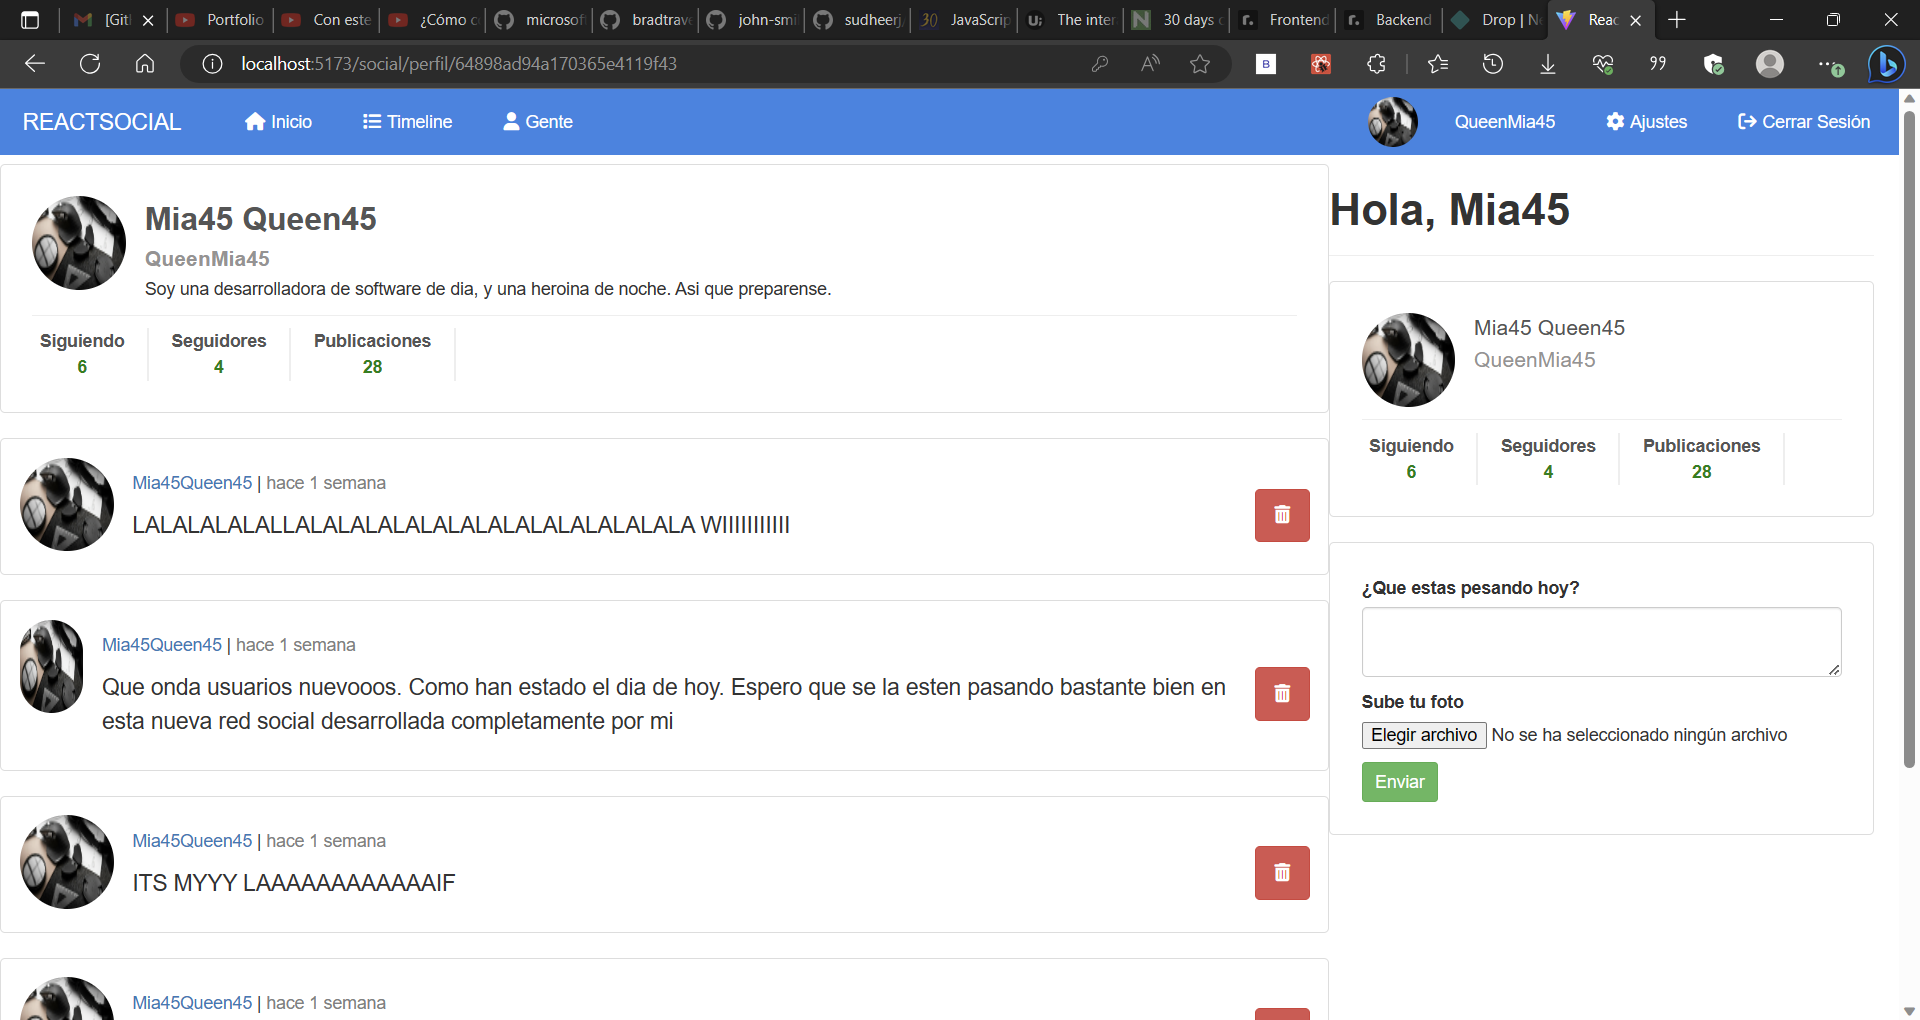 [Git
Portfolio
Con este
¿Cómo c
microsof
bradtrave
john-smi
sudheerj
30 JavaScrip
The inter
30 days
Frontend
Backend
Drop | N
Reac
localhost:5173/social/perfil/64898ad94a170365e4119f43
REACTSOCIAL
Inicio
Timeline
Gente
QueenMia45
Ajustes
Cerrar Sesión
Mia45 Queen45
QueenMia45
Soy una desarrolladora de software de dia, y una heroina de noche. Asi que preparense.
Siguiendo Seguidores Publicaciones
6 4 28
Mia45Queen45 | hace 1 semana
LALALALALALLALALALALALALALALALALALALALALA WIIIIIIIIIII
Mia45Queen45 | hace 1 semana
Que onda usuarios nuevooos. Como han estado el dia de hoy. Espero que se la esten pasando bastante bien en
esta nueva red social desarrollada completamente por mi
Mia45Queen45 | hace 1 semana
ITS MYYY LAAAAAAAAAAAAIF
Mia45Queen45 | hace 1 semana
Hola, Mia45
Mia45 Queen45
QueenMia45
Siguiendo Seguidores Publicaciones
6 4 28
¿Que estas pesando hoy?
Sube tu foto
Elegir archivo No se ha seleccionado ningún archivo
Enviar